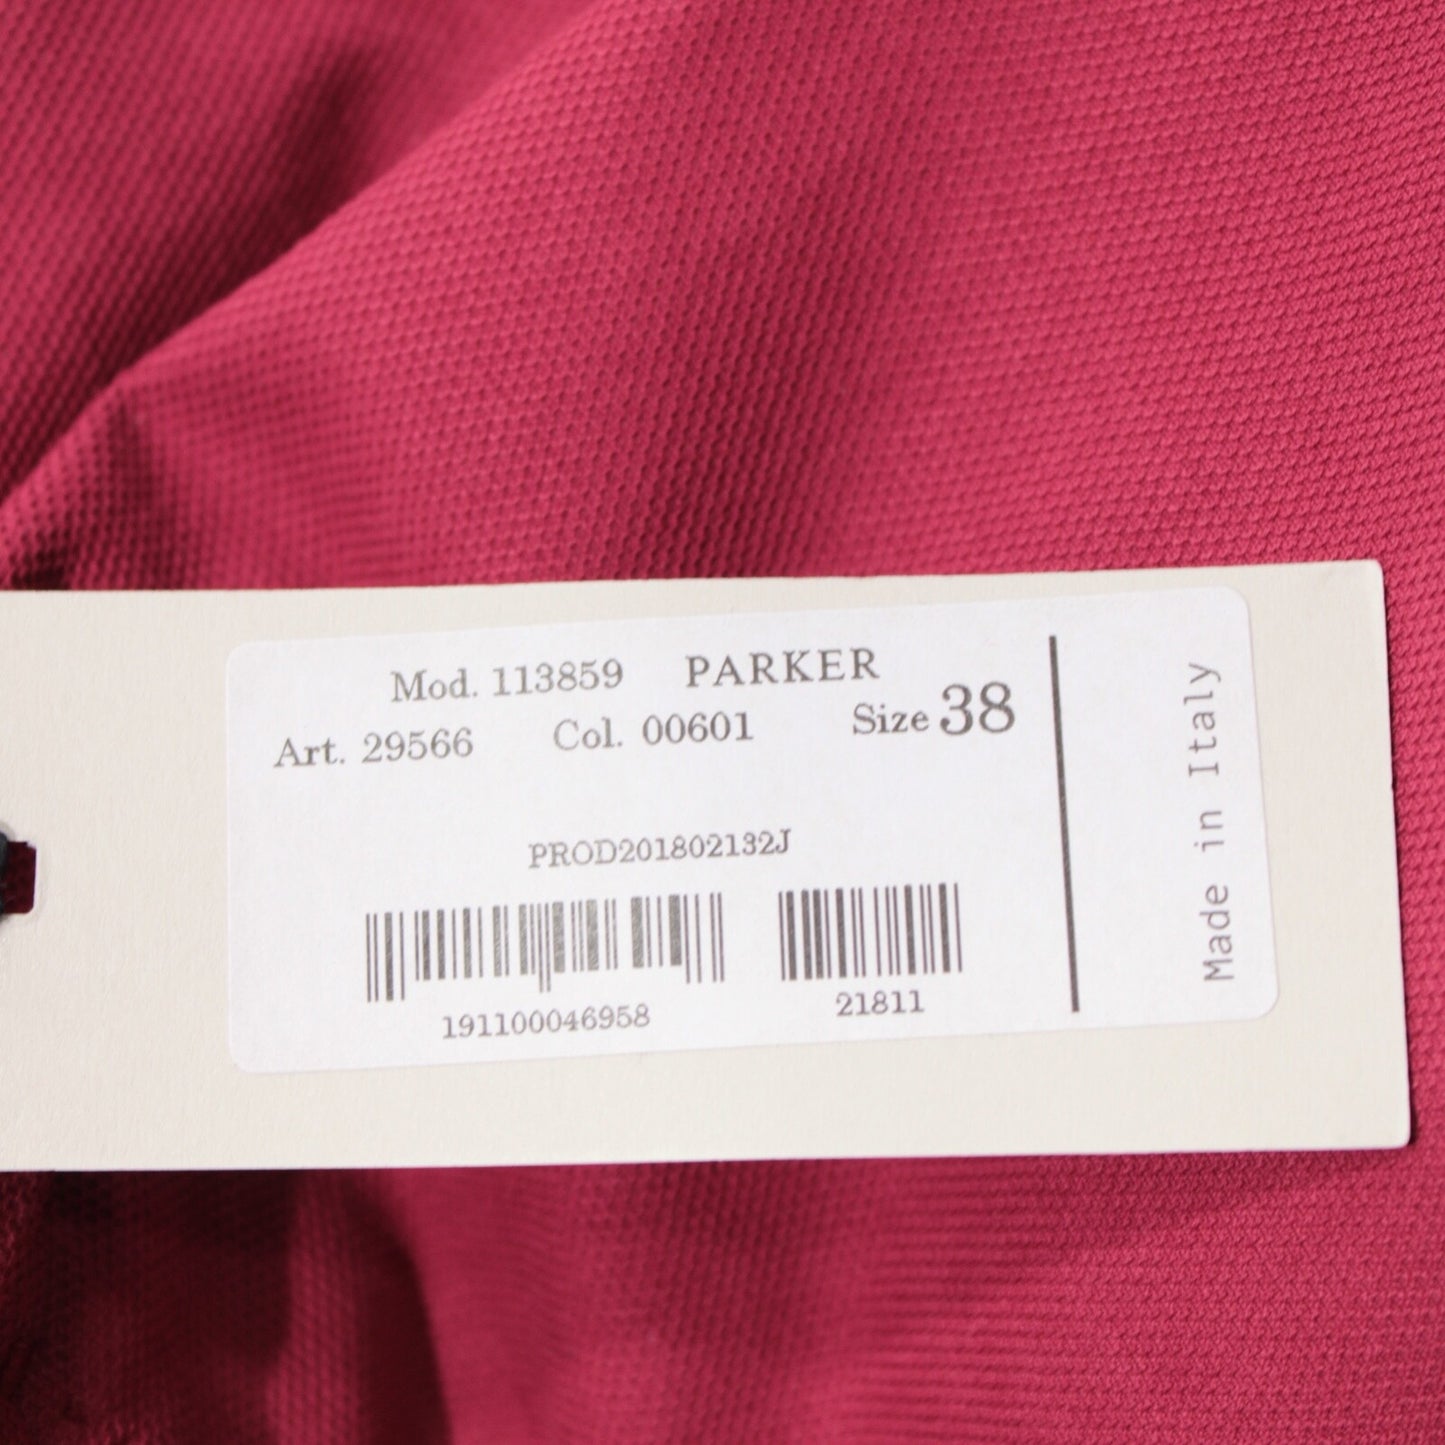 Mod. 113859 PARKER
Art. 29566 Col. 00601 Size 38
PROD201802132J
191100046958 21811
Made in Italy